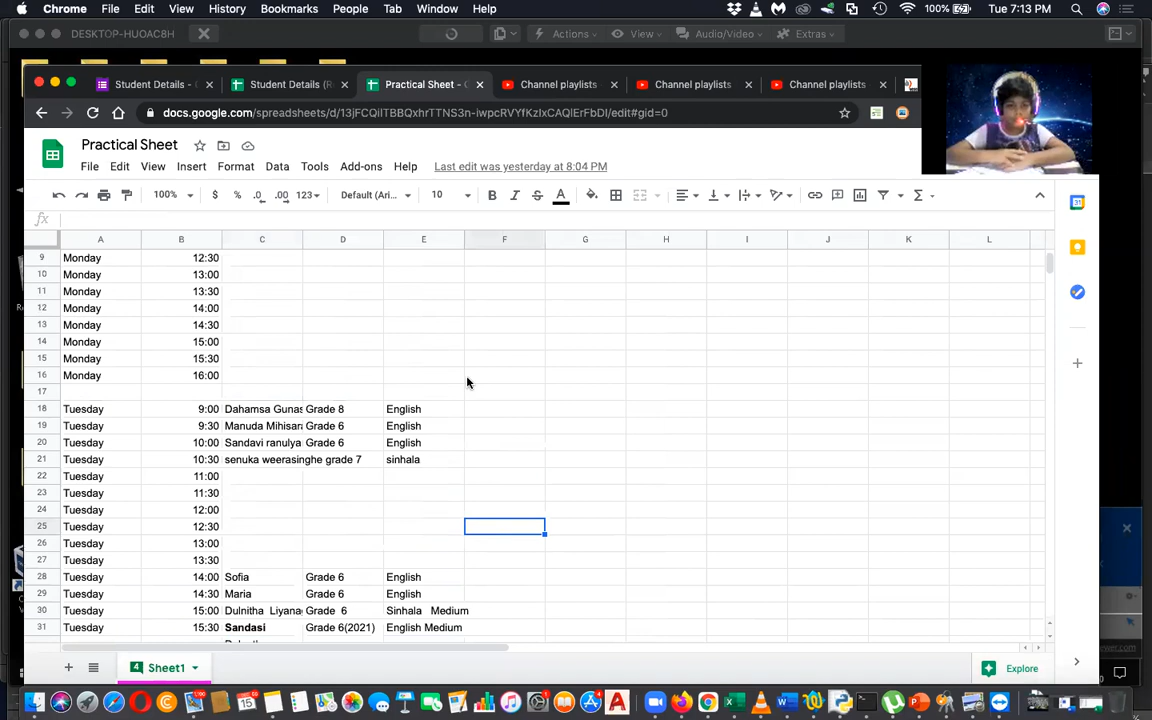 Chrome File Edit View History Bookmarks People Tab Window Help 100% Tue 7:13 PM
DESKTOP-HUOAC8H Actions View Audio/Video Extras
Student Details - Student Details (R Practical Sheet - Channel playlists Channel playlists Channel playlists
docs.google.com/spreadsheets/d/13jFCQilTBBQxhrTTNS3n-iwpcRVYfKzIxCAQlErFbDI/edit#gid=0
Practical Sheet
File Edit View Insert Format Data Tools Add-ons Help Last edit was yesterday at 8:04 PM
100% $ % .0 .00 123 Default (Ari... 10 B I S A Σ
fx
A B C D E F G H I J K L
9 Monday 12:30
10 Monday 13:00
11 Monday 13:30
12 Monday 14:00
13 Monday 14:30
14 Monday 15:00
15 Monday 15:30
16 Monday 16:00
17
18 Tuesday 9:00 Dahamsa Gunas Grade 8 English
19 Tuesday 9:30 Manuda Mihisara Grade 6 English
20 Tuesday 10:00 Sandavi ranulya Grade 6 English
21 Tuesday 10:30 senuka weerasinghe grade 7 sinhala
22 Tuesday 11:00
23 Tuesday 11:30
24 Tuesday 12:00
25 Tuesday 12:30
26 Tuesday 13:00
27 Tuesday 13:30
28 Tuesday 14:00 Sofia Grade 6 English
29 Tuesday 14:30 Maria Grade 6 English
30 Tuesday 15:00 Dulnitha Liyana Grade 6 Sinhala Medium
31 Tuesday 15:30 Sandasi Grade 6(2021) English Medium
4 Sheet1 Explore